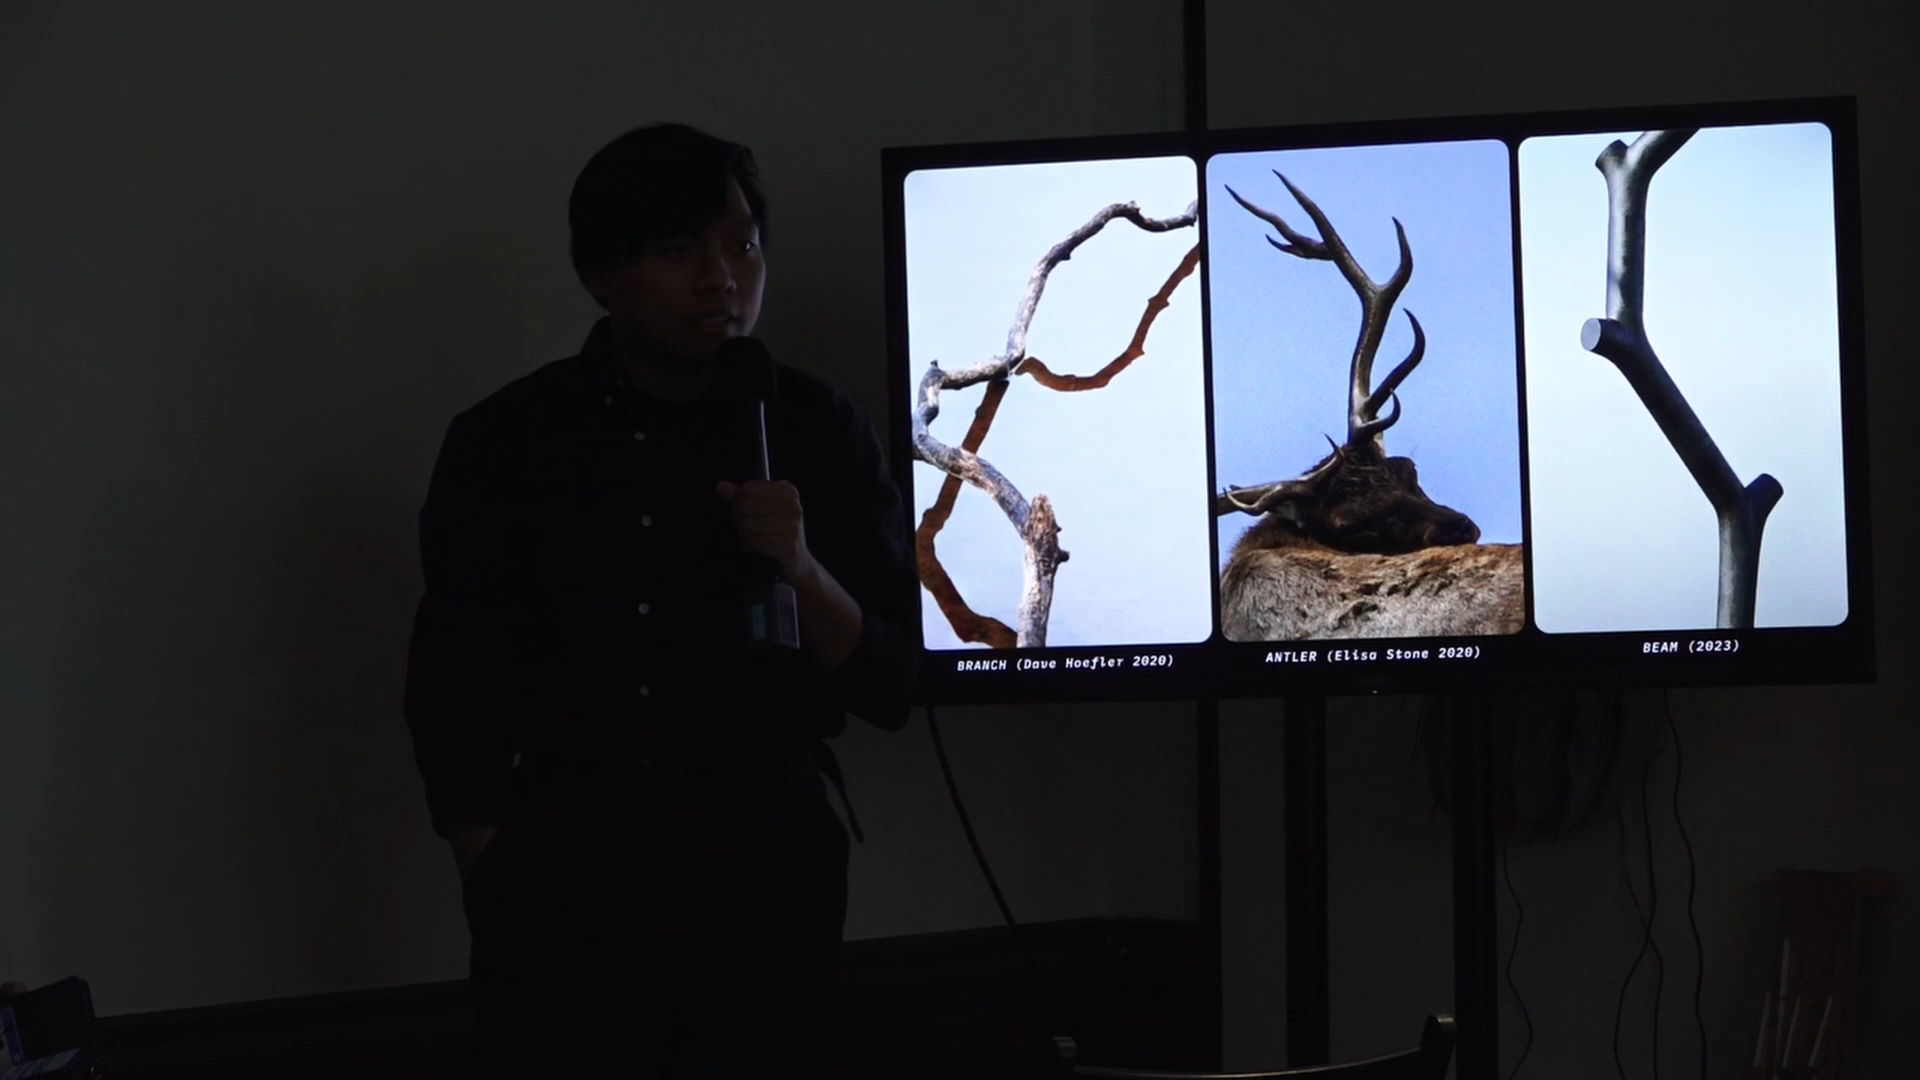 BRANCH (Dave Hoefler 2020)
ANTLER (Elisa Stone 2020)
BEAM (2023)